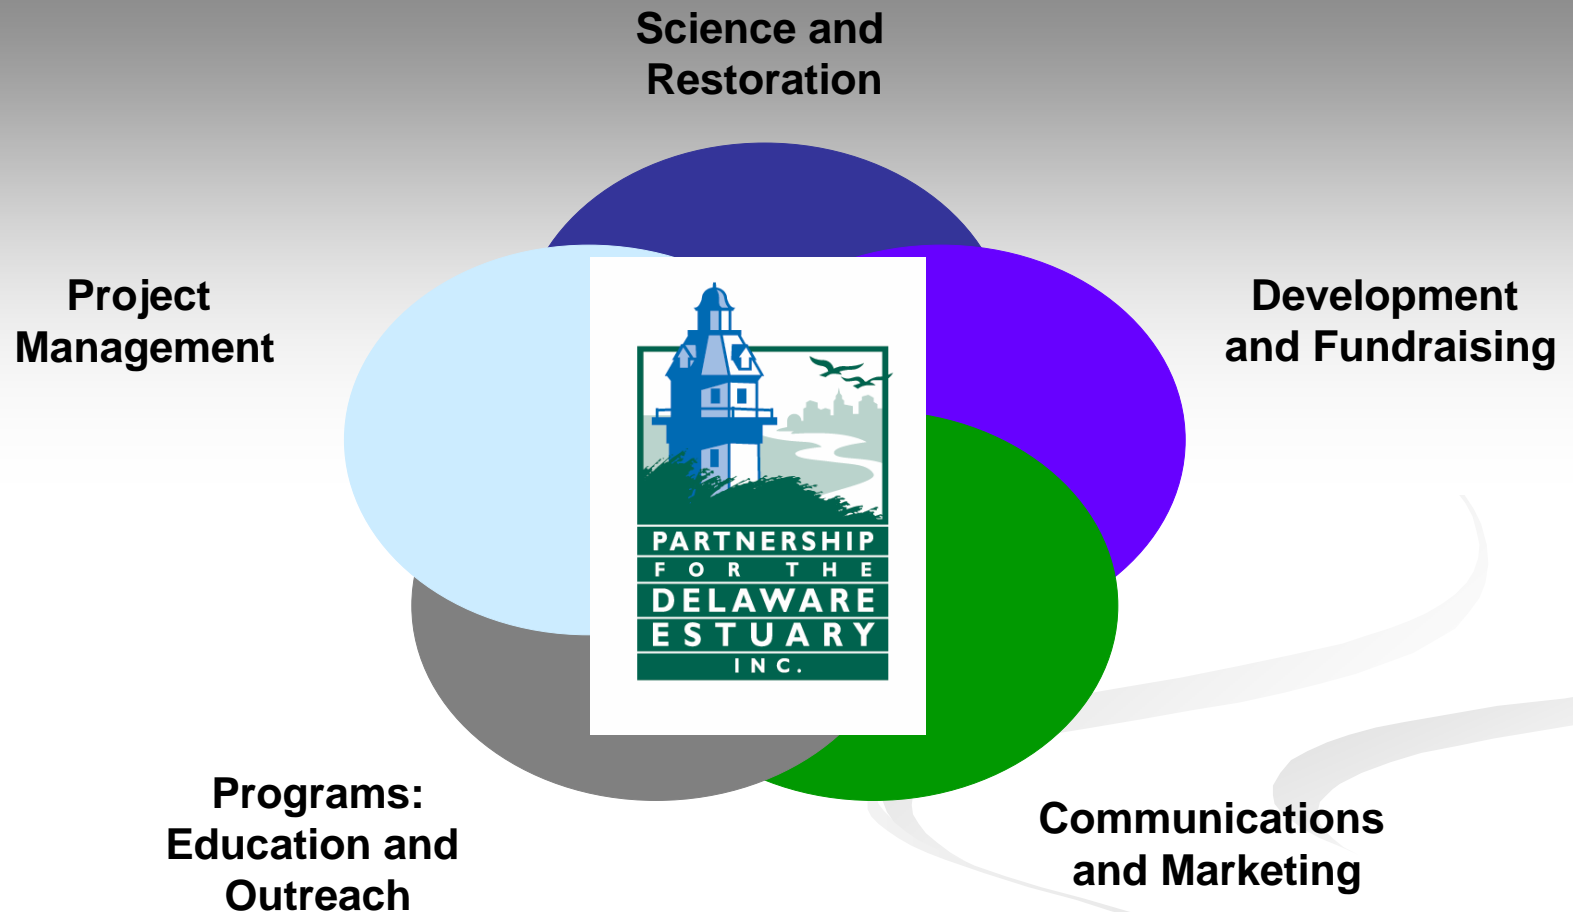 Science and
Restoration
Project
Management
Development
and Fundraising
PARTNERSHIP
FOR THE
DELAWARE
ESTUARY
INC.
Programs:
Education and
Outreach
Communications
and Marketing